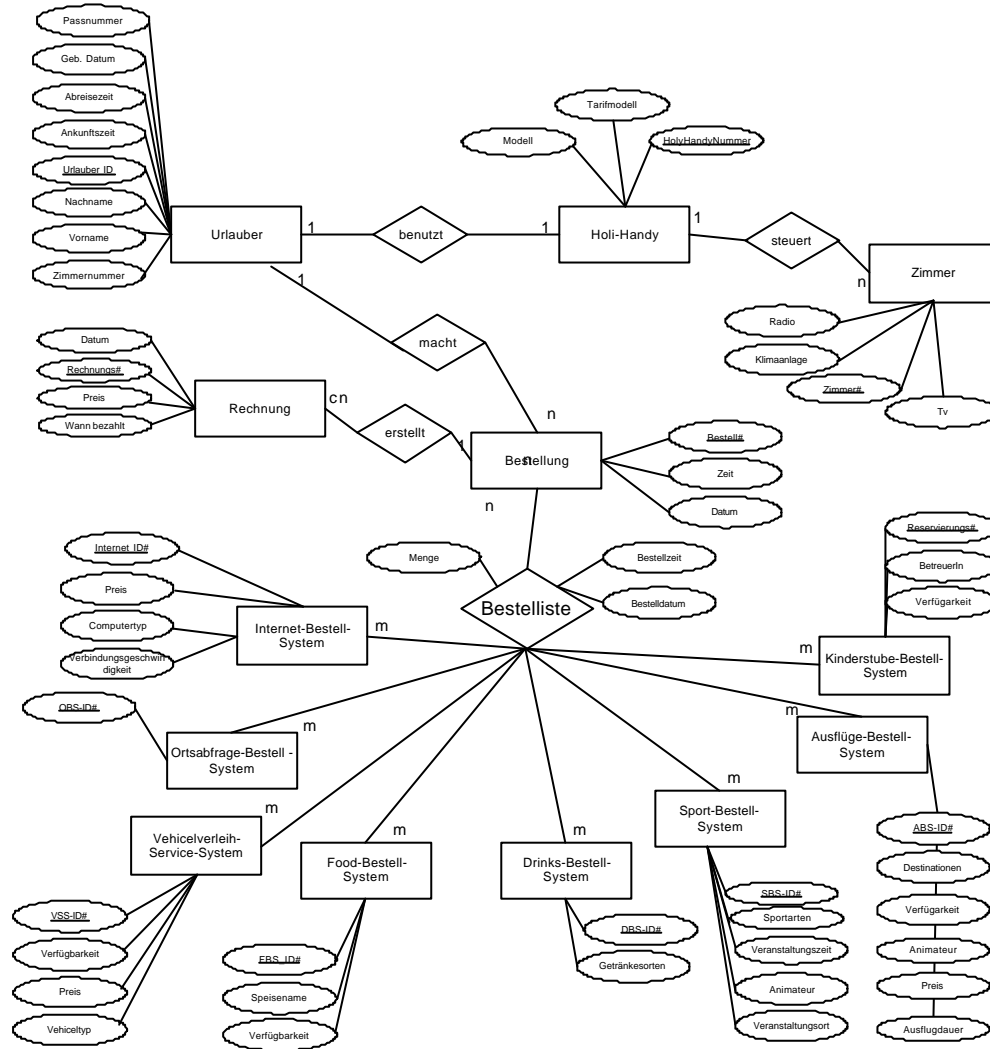 Passnummer
Geb. Datum
Abreisezeit
Ankunftszeit
Urlauber ID
Nachname
Vorname
Zimmernummer
Urlauber
1
benutzt
1
Holi-Handy
Modell
Tarifmodell
HolyHandyNummer
1
steuert
n
Zimmer
Radio
Klimaanlage
Zimmer#
Tv
1
macht
n
Datum
Rechnungs#
Preis
Wann bezahlt
Rechnung
cn
erstellt
1
Bestellung
n
n
Bestell#
Zeit
Datum
Menge
Bestellzeit
Bestelldatum
Bestelliste
Internet ID#
Preis
Computertyp
Verbindungsgeschwin
digkeit
Internet-Bestell-
System
m
Reservierungs#
BetreuerIn
Verfügarkeit
Kinderstube-Bestell-
System
m
OBS-ID#
Ortsabfrage-Bestell -
System
m
Ausflüge-Bestell-
System
m
ABS-ID#
Destinationen
Verfügarkeit
Animateur
Preis
Ausflugdauer
Vehicelverleih-
Service-System
m
VSS-ID#
Verfügbarkeit
Preis
Vehiceltyp
Food-Bestell-
System
m
FBS_ID#
Speisename
Verfügbarkeit
Drinks-Bestell-
System
m
DBS-ID#
Getränkesorten
Sport-Bestell-
System
m
SBS-ID#
Sportarten
Veranstaltungszeit
Animateur
Veranstaltungsort